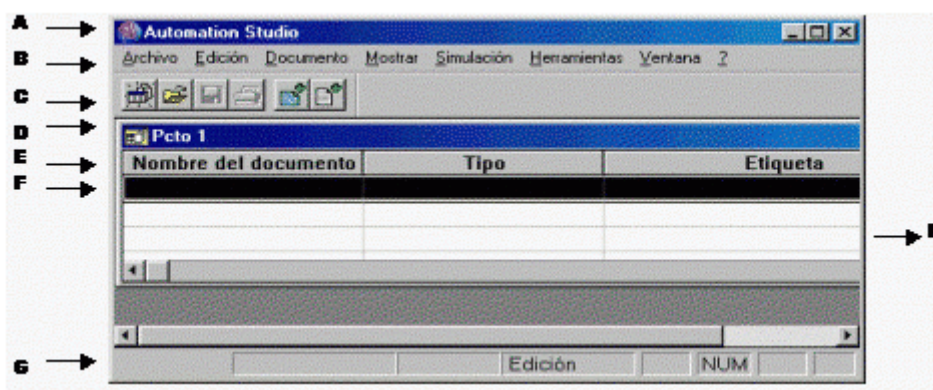 A Automation Studio
B Archivo Edición Documento Mostrar Simulación Herramientas Ventana ?
C
D Pcto 1
E Nombre del documento Tipo Etiqueta
F
G Edición NUM